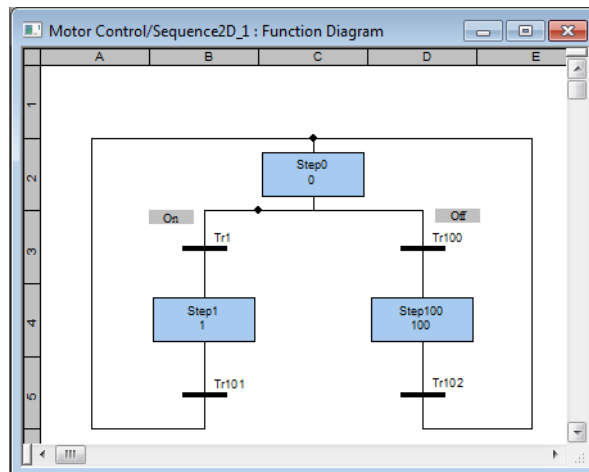 Motor Control/Sequence2D_1 : Function Diagram
A B C D E
1
2
Step0
0
On
Off
3
Tr1
Tr100
4
Step1
1
Step100
100
5
Tr101
Tr102